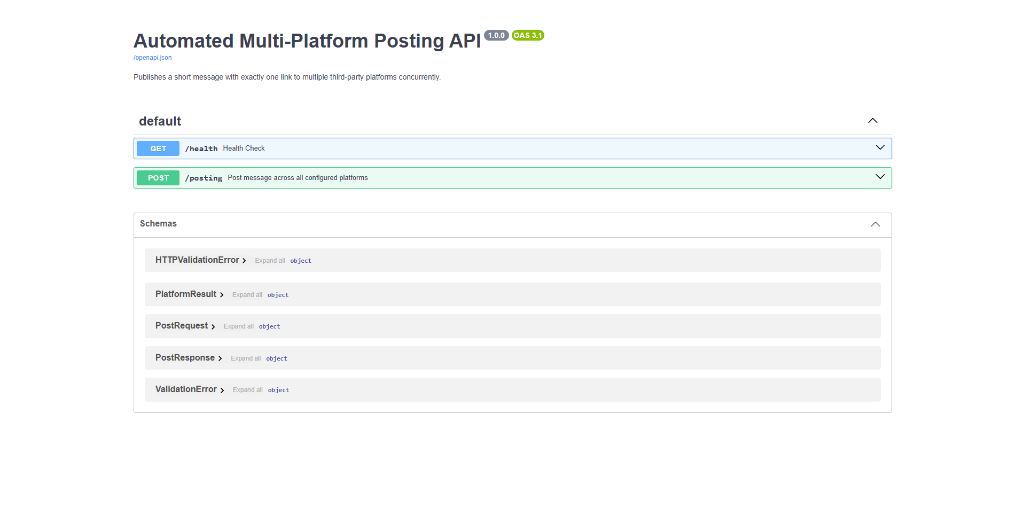 Automated Multi-Platform Posting API 1.0.0 OAS 3.1
/openapi.json
Publishes a short message with exactly one link to multiple third-party platforms concurrently.
default
GET /health Health Check
POST /posting Post message across all configured platforms
Schemas
HTTPValidationError Expand all object
PlatformResult Expand all object
PostRequest Expand all object
PostResponse Expand all object
ValidationError Expand all object